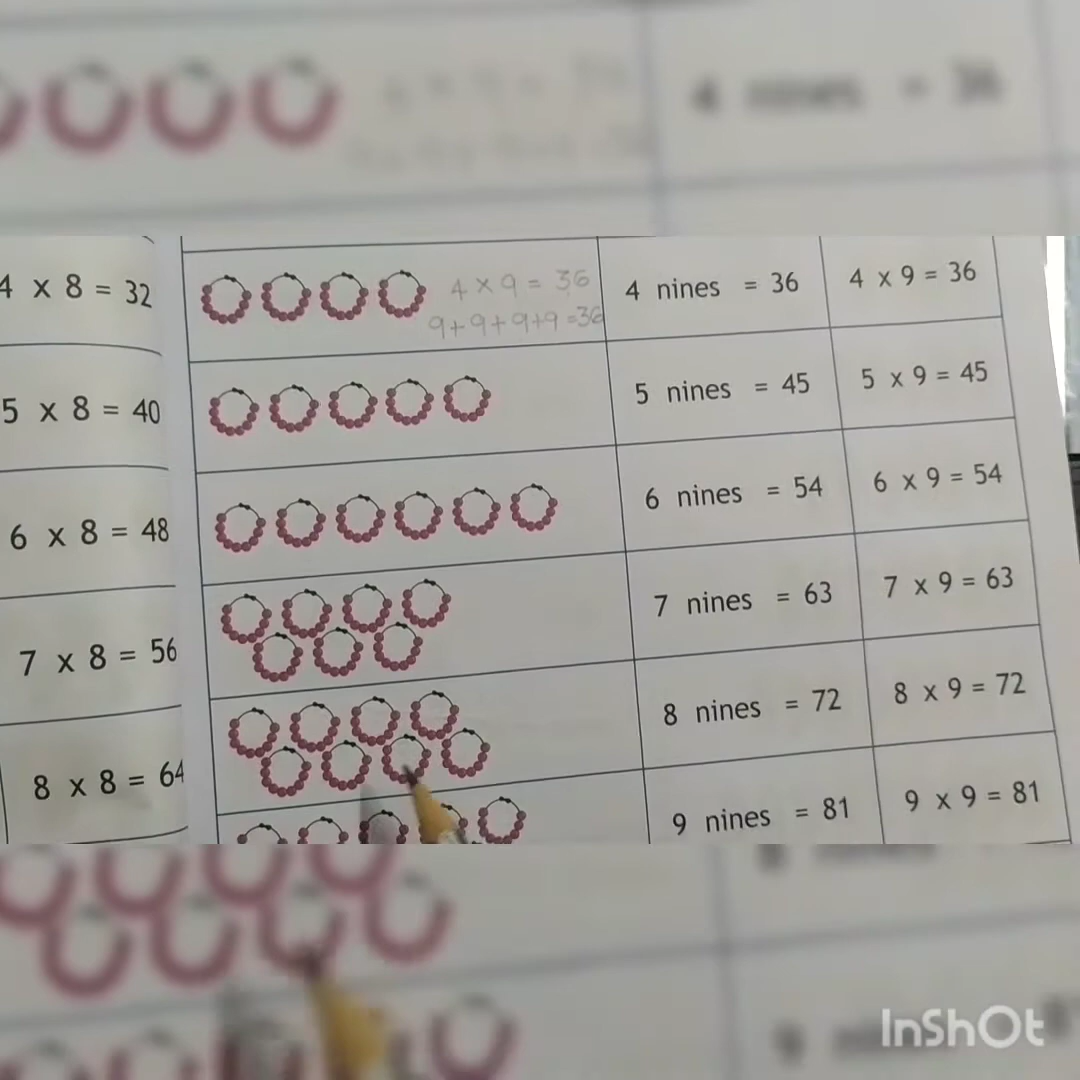 4 nines = 36
4 x 8 = 32
4 x 9 = 36
9+9+9+9=36
4 nines = 36
4 x 9 = 36
5 x 8 = 40
5 nines = 45
5 x 9 = 45
6 x 8 = 48
6 nines = 54
6 x 9 = 54
7 x 8 = 56
7 nines = 63
7 x 9 = 63
8 x 8 = 64
8 nines = 72
8 x 9 = 72
9 nines = 81
9 x 9 = 81
InShOt